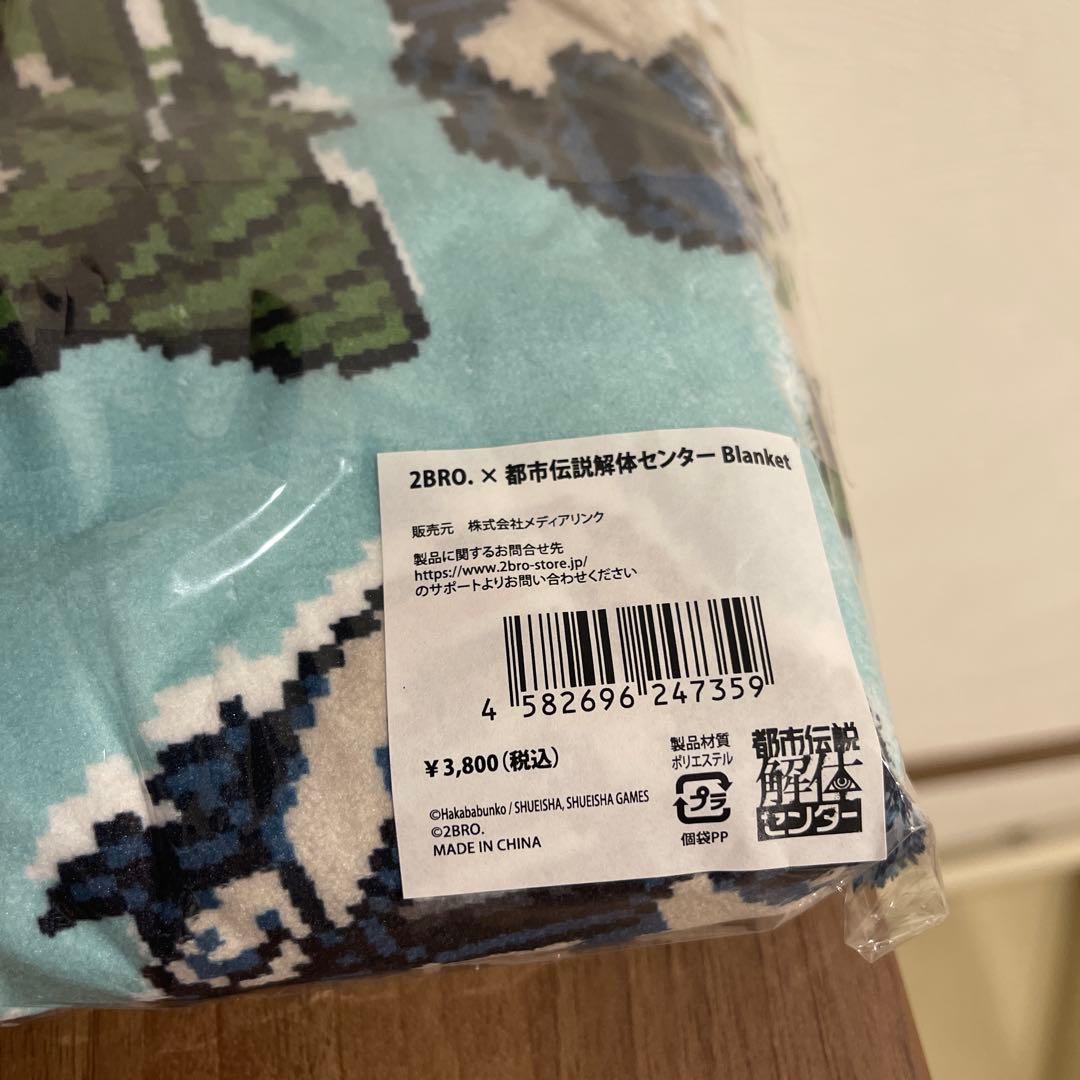 2BRO. × 都市伝説解体センター Blanket
販売元 株式会社メディアリンク
製品に関するお問合せ先
https://www.2bro-store.jp/
のサポートよりお問い合わせください
4 582696 247359
¥3,800(税込)
製品材質
ポリエステル
プラ
個袋PP
都市伝説
解体
センター
©Hakababunko / SHUEISHA, SHUEISHA GAMES
©2BRO.
MADE IN CHINA